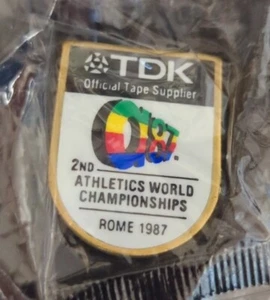 TDK
Official Tape Supplier
2ND
ATHLETICS WORLD
CHAMPIONSHIPS
ROME 1987